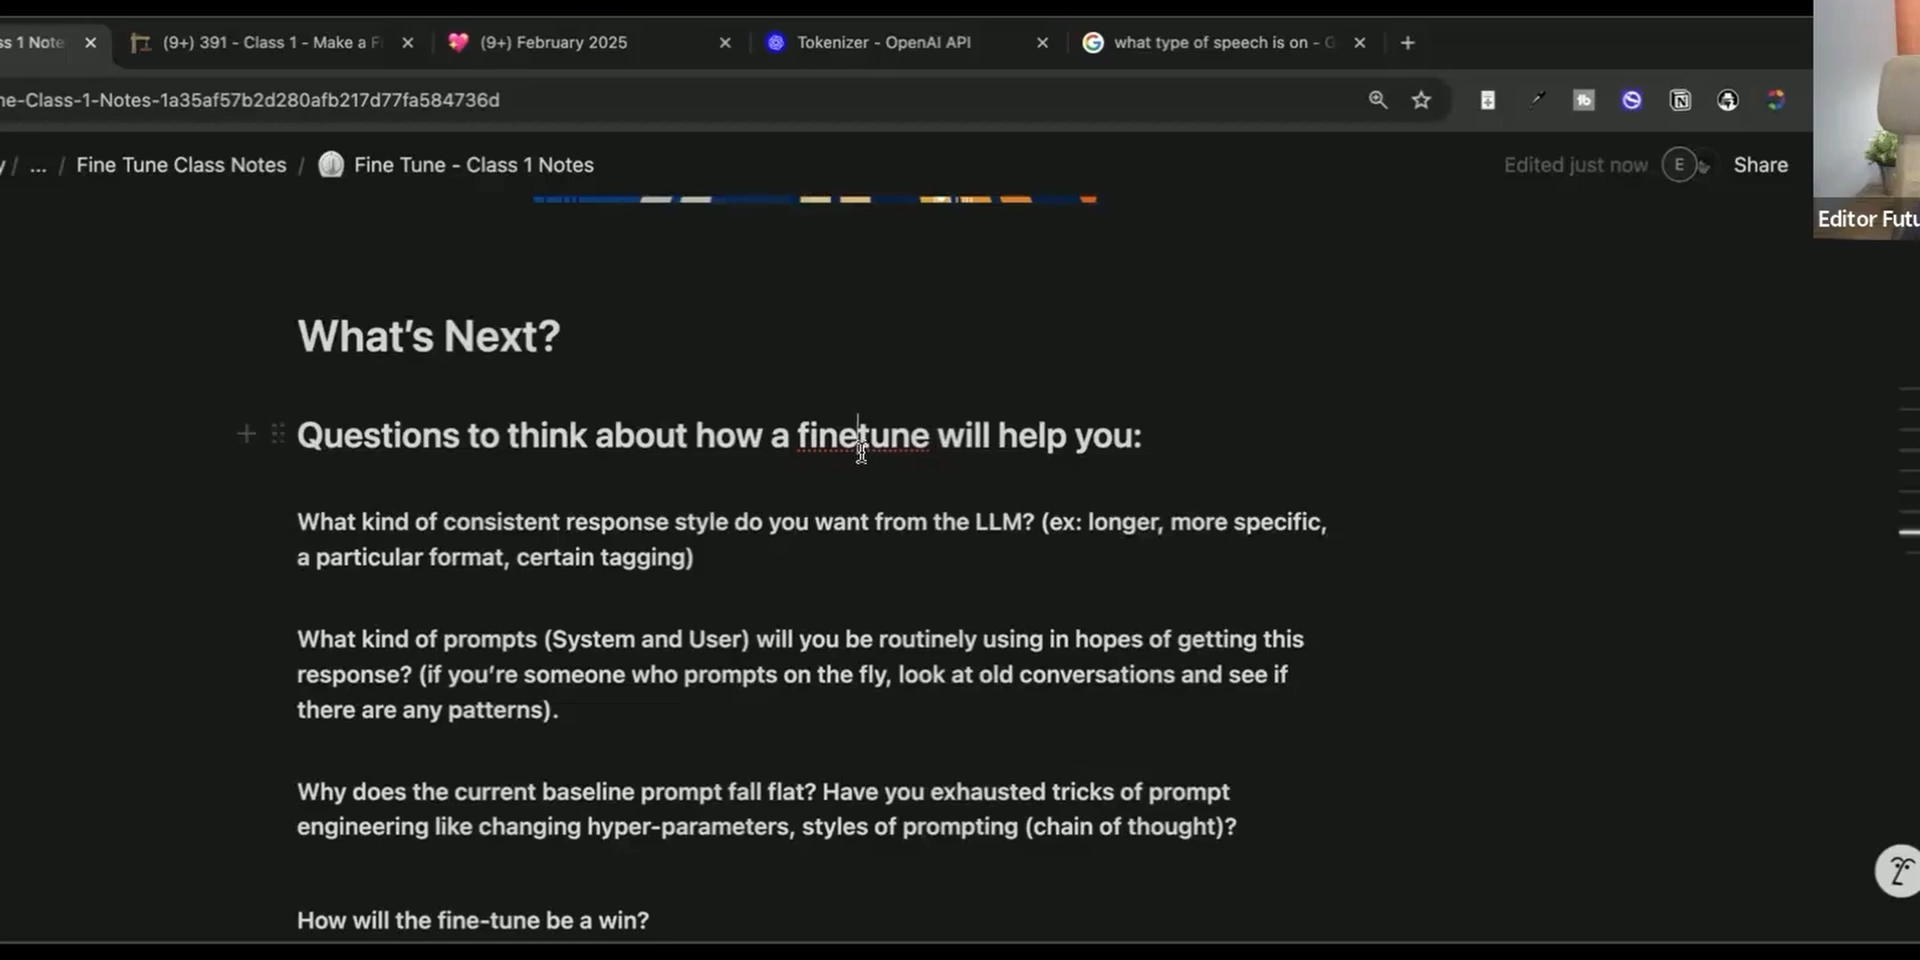 ss 1 Note
(9+) 391 - Class 1 - Make a F
(9+) February 2025
Tokenizer - OpenAI API
what type of speech is on - G
ne-Class-1-Notes-1a35af57b2d280afb217d77fa584736d
y / ... / Fine Tune Class Notes / Fine Tune - Class 1 Notes
Edited just now
E
Share
Editor Futu
What's Next?
Questions to think about how a finetune will help you:
What kind of consistent response style do you want from the LLM? (ex: longer, more specific,
a particular format, certain tagging)
What kind of prompts (System and User) will you be routinely using in hopes of getting this
response? (if you're someone who prompts on the fly, look at old conversations and see if
there are any patterns).
Why does the current baseline prompt fall flat? Have you exhausted tricks of prompt
engineering like changing hyper-parameters, styles of prompting (chain of thought)?
How will the fine-tune be a win?